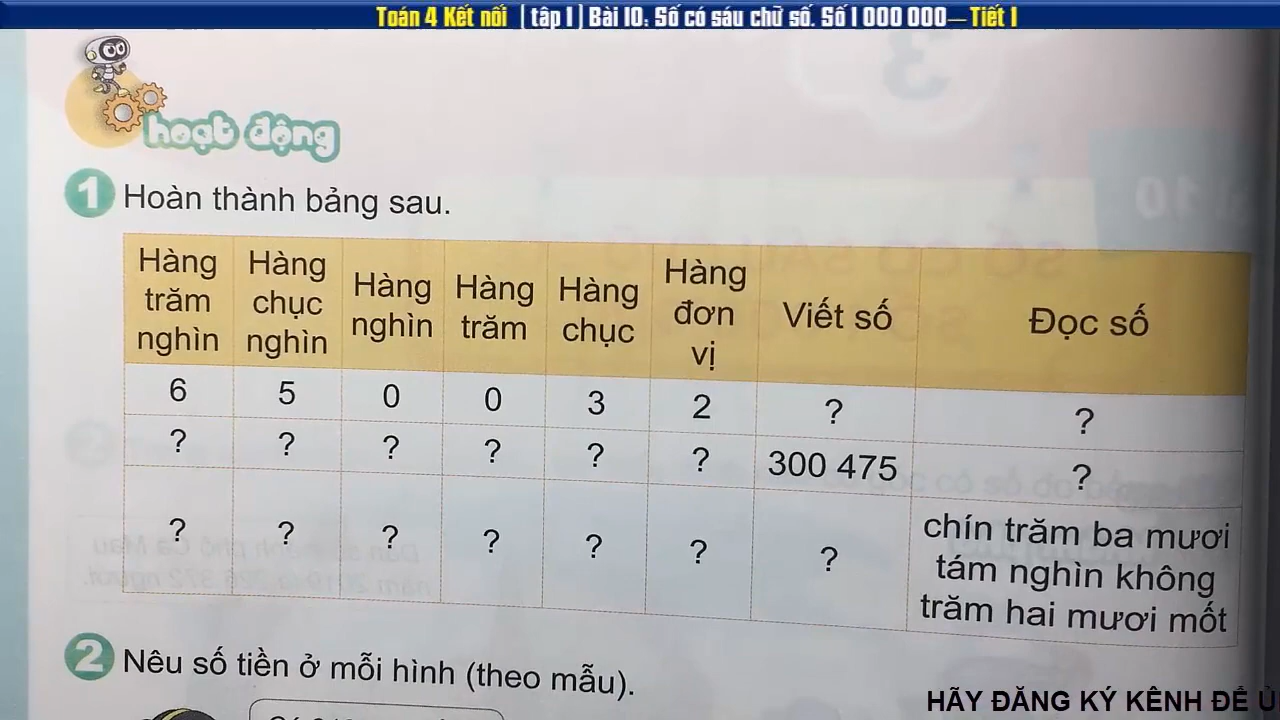 Toán 4 Kết nối ( tập 1 ) Bài 10: Số có sáu chữ số. Số 1 000 000– Tiết 1
hoạt động
1 Hoàn thành bảng sau.
Hàng trăm nghìn Hàng chục nghìn Hàng nghìn Hàng trăm Hàng chục Hàng đơn vị Viết số Đọc số
6 5 0 0 3 2 ? ?
? ? ? ? ? ? 300 475 ?
? ? ? ? ? ? ? chín trăm ba mươi
tám nghìn không
trăm hai mươi mốt
2 Nêu số tiền ở mỗi hình (theo mẫu).
HÃY ĐĂNG KÝ KÊNH ĐỂ Ủ